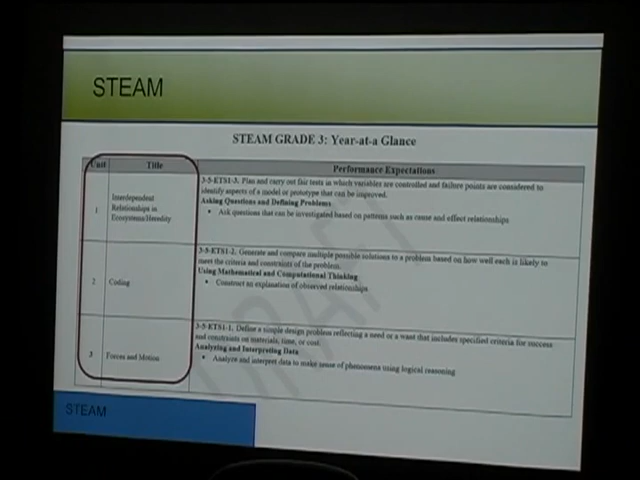 STEAM
STEAM GRADE 3: Year-at-a Glance
Unit Title Performance Expectations
1
Interdependent
Relationships in
Ecosystems/Heredity
3-5-ETS1-3. Plan and carry out fair tests in which variables are controlled and failure points are considered to
identify aspects of a model or prototype that can be improved.
Asking Questions and Defining Problems
• Ask questions that can be investigated based on patterns such as cause and effect relationships
2
Coding
3-5-ETS1-2. Generate and compare multiple possible solutions to a problem based on how well each is likely to
meet the criteria and constraints of the problem.
Using Mathematical and Computational Thinking
• Construct an explanation of observed relationships
3
Forces and Motion
3-5-ETS1-1. Define a simple design problem reflecting a need or a want that includes specified criteria for success
and constraints on materials, time, or cost.
Analyzing and Interpreting Data
• Analyze and interpret data to make sense of phenomena using logical reasoning
DRAFT
STEAM